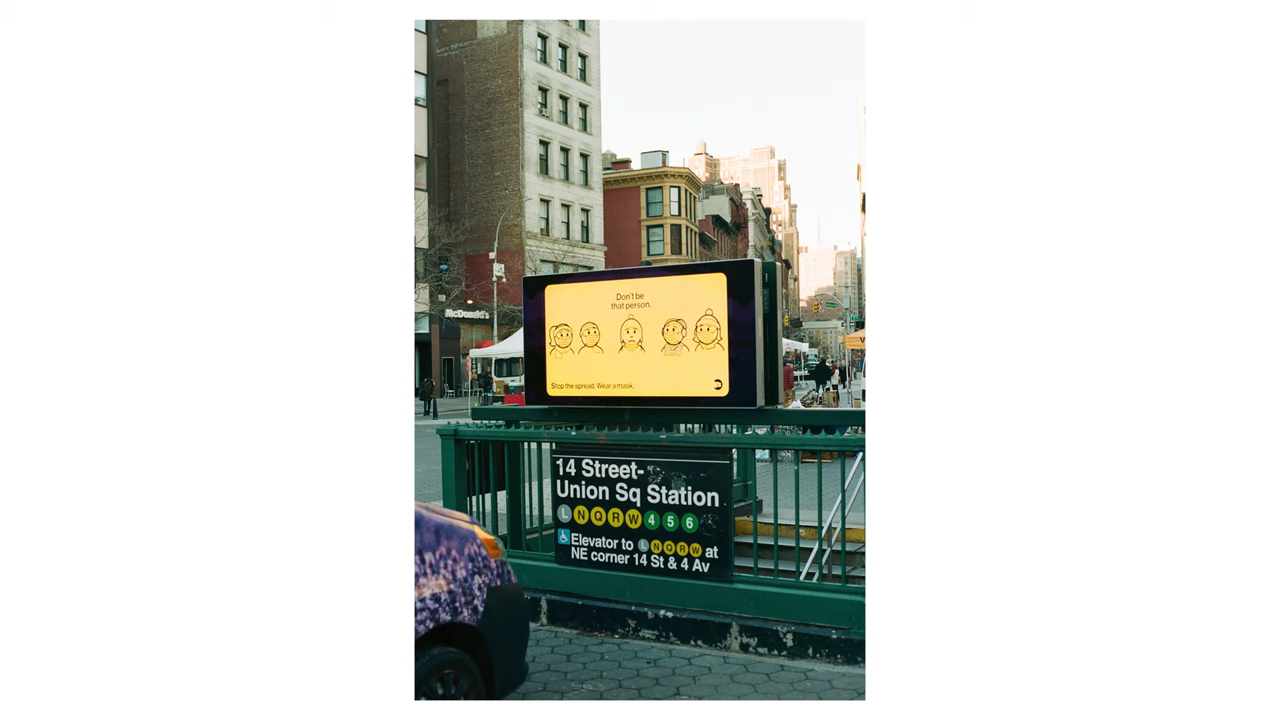 McDonald's
Don't be
that person.
Stop the spread. Wear a mask.
14 Street-
Union Sq Station
L N Q R W 4 5 6
Elevator to L N Q R W at
NE corner 14 St & 4 Av